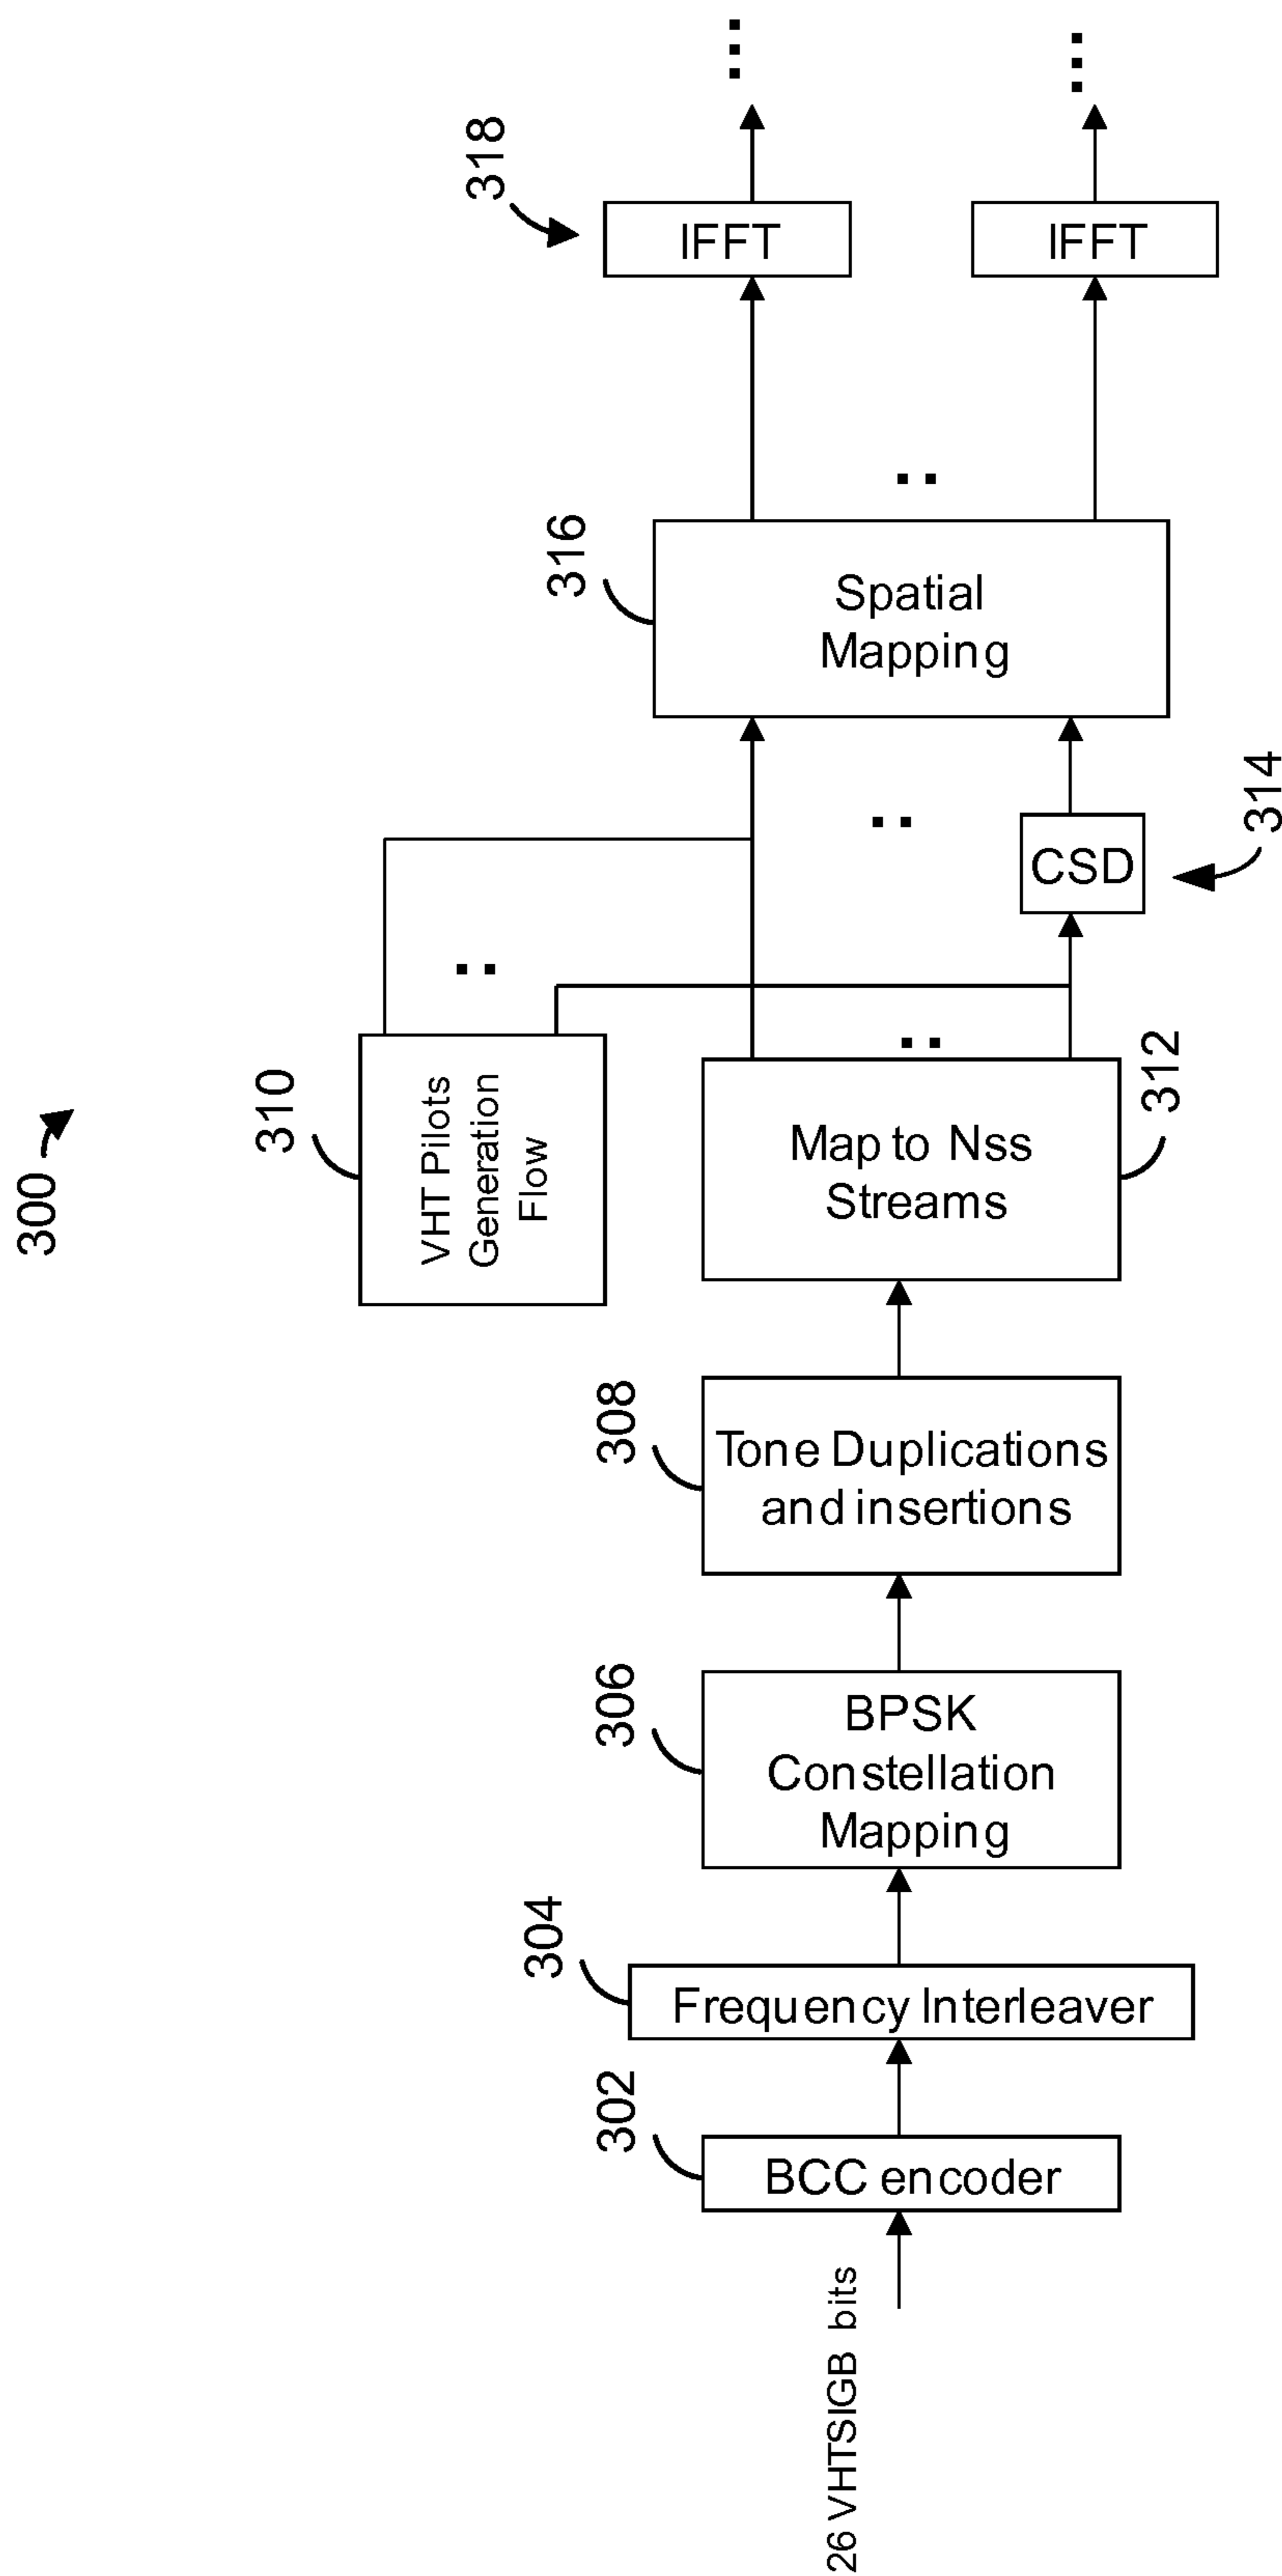 300
26 VHTSIGB bits
302
BCC encoder
304
Frequency Interleaver
306
BPSK
Constellation
Mapping
308
Tone Duplications
and insertions
310
VHT Pilots
Generation
Flow
312
Map to Nss
Streams
314
CSD
316
Spatial
Mapping
318
IFFT
IFFT